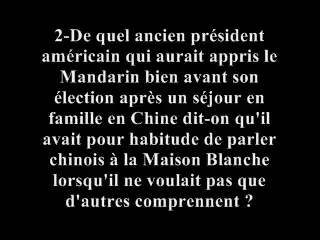 2-De quel ancien président
américain qui aurait appris le
Mandarin bien avant son
élection après un séjour en
famille en Chine dit-on qu'il
avait pour habitude de parler
chinois à la Maison Blanche
lorsqu'il ne voulait pas que
d'autres comprennent ?